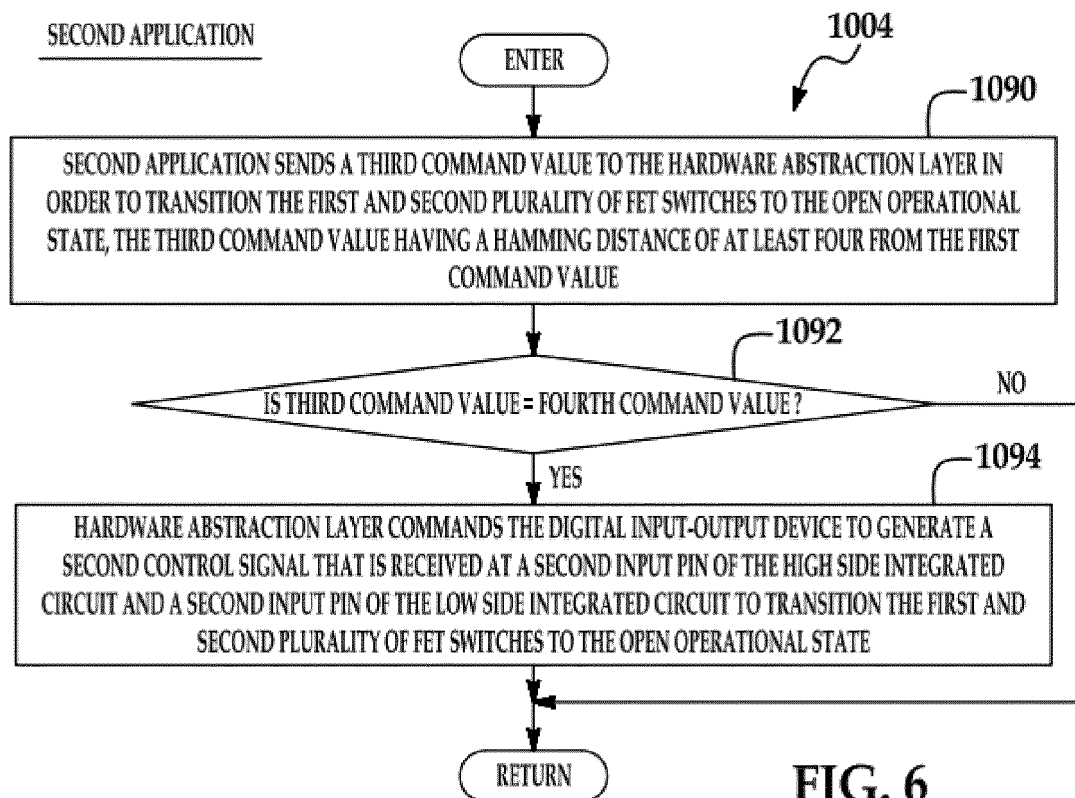 SECOND APPLICATION
1004
ENTER
1090
SECOND APPLICATION SENDS A THIRD COMMAND VALUE TO THE HARDWARE ABSTRACTION LAYER IN
ORDER TO TRANSITION THE FIRST AND SECOND PLURALITY OF FET SWITCHES TO THE OPEN OPERATIONAL
STATE, THE THIRD COMMAND VALUE HAVING A HAMMING DISTANCE OF AT LEAST FOUR FROM THE FIRST
COMMAND VALUE
1092
IS THIRD COMMAND VALUE = FOURTH COMMAND VALUE ?
NO
YES
1094
HARDWARE ABSTRACTION LAYER COMMANDS THE DIGITAL INPUT-OUTPUT DEVICE TO GENERATE A
SECOND CONTROL SIGNAL THAT IS RECEIVED AT A SECOND INPUT PIN OF THE HIGH SIDE INTEGRATED
CIRCUIT AND A SECOND INPUT PIN OF THE LOW SIDE INTEGRATED CIRCUIT TO TRANSITION THE FIRST AND
SECOND PLURALITY OF FET SWITCHES TO THE OPEN OPERATIONAL STATE
RETURN
FIG. 6